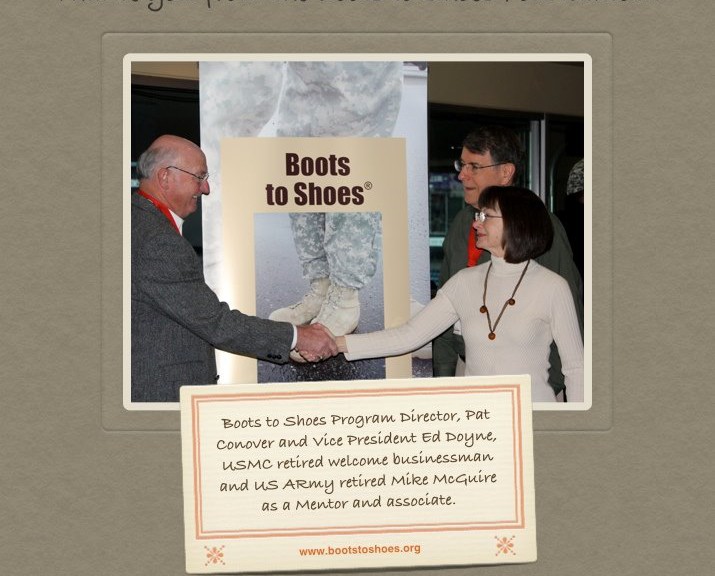 Boots
to Shoes®
Boots to Shoes Program Director, Pat
Conover and Vice President Ed Doyne,
USMC retired welcome businessman
and US ARmy retired Mike McGuire
as a Mentor and associate.
www.bootstoshoes.org